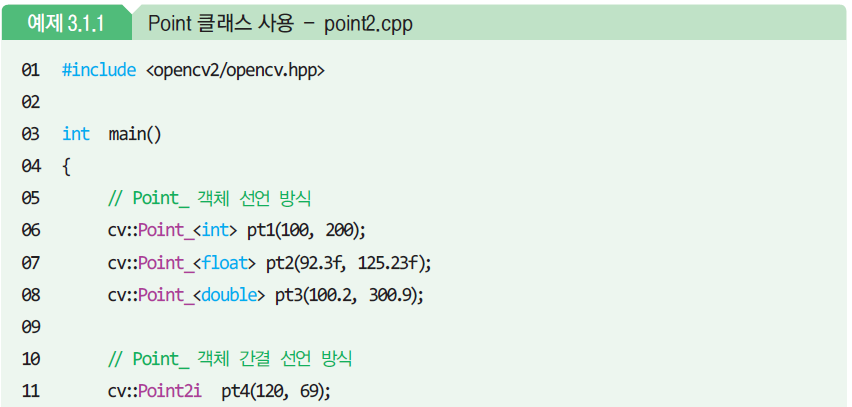 예제 3.1.1 Point 클래스 사용 - point2.cpp
01 #include <opencv2/opencv.hpp>
02
03 int main()
04 {
05 // Point_ 객체 선언 방식
06 cv::Point_<int> pt1(100, 200);
07 cv::Point_<float> pt2(92.3f, 125.23f);
08 cv::Point_<double> pt3(100.2, 300.9);
09
10 // Point_ 객체 간결 선언 방식
11 cv::Point2i pt4(120, 69);